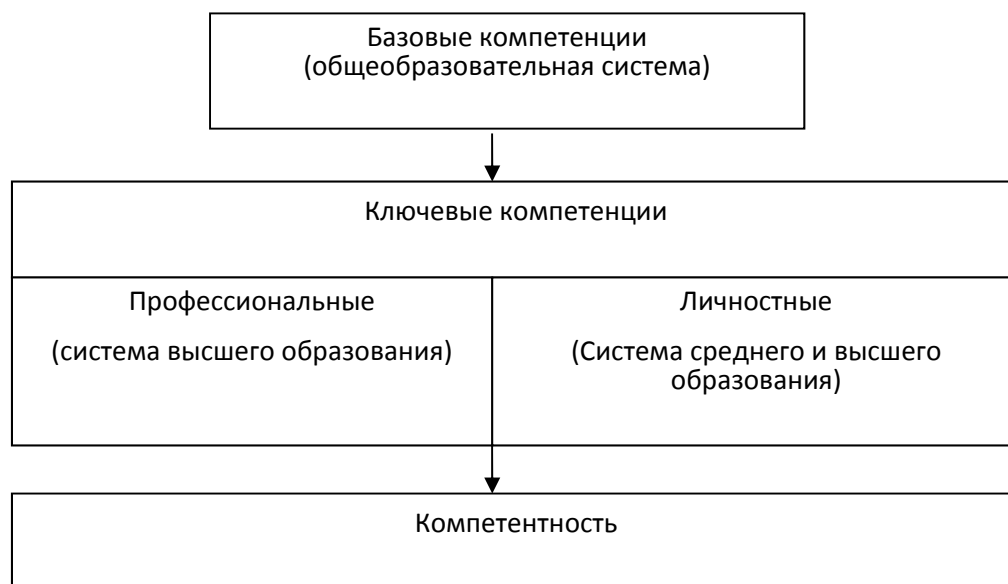 Базовые компетенции
(общеобразовательная система)
Ключевые компетенции
Профессиональные
(система высшего образования)
Личностные
(Система среднего и высшего
образования)
Компетентность